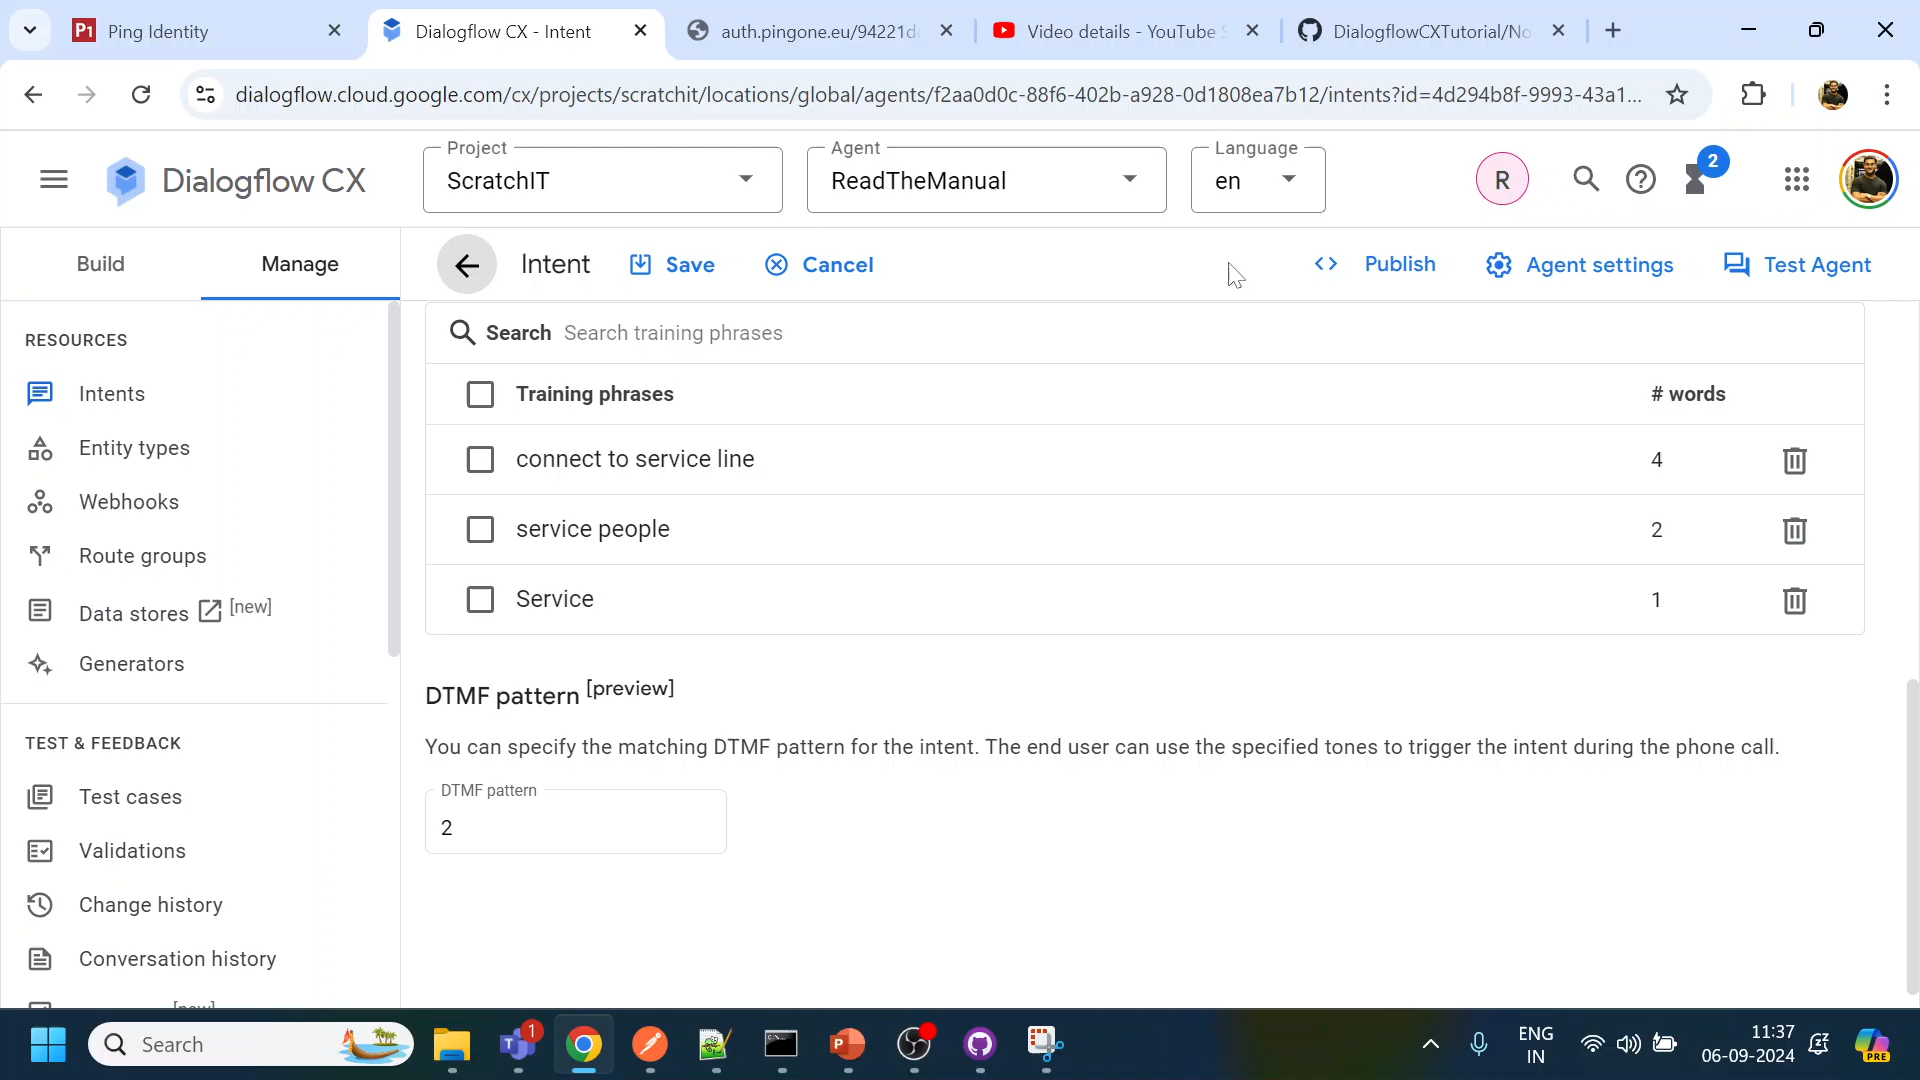 Ping Identity
Dialogflow CX - Intent
auth.pingone.eu/94221d
Video details - YouTube S
DialogflowCXTutorial/No
dialogflow.cloud.google.com/cx/projects/scratchit/locations/global/agents/f2aa0d0c-88f6-402b-a928-0d1808ea7b12/intents?id=4d294b8f-9993-43a1...
Dialogflow CX
Project
ScratchIT
Agent
ReadTheManual
Language
en
R
2
Build
Manage
Intent
Save
Cancel
Publish
Agent settings
Test Agent
RESOURCES
Intents
Entity types
Webhooks
Route groups
Data stores [new]
Generators
TEST & FEEDBACK
Test cases
Validations
Change history
Conversation history
[new]
Search Search training phrases
Training phrases # words
connect to service line 4
service people 2
Service 1
DTMF pattern [preview]
You can specify the matching DTMF pattern for the intent. The end user can use the specified tones to trigger the intent during the phone call.
DTMF pattern
2
Search
1
ENG
IN
11:37
06-09-2024
PRE